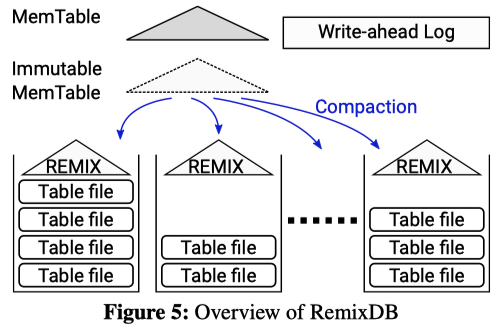 MemTable
Write-ahead Log
Immutable
MemTable
Compaction
REMIX
Table file
Table file
Table file
Table file
REMIX
Table file
Table file
REMIX
Table file
Table file
Table file
Figure 5: Overview of RemixDB